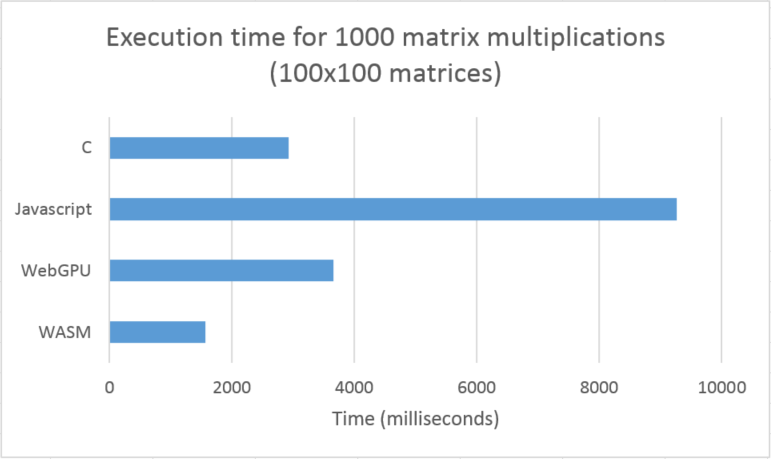 Execution time for 1000 matrix multiplications
(100x100 matrices)
C
Javascript
WebGPU
WASM
0 2000 4000 6000 8000 10000
Time (milliseconds)